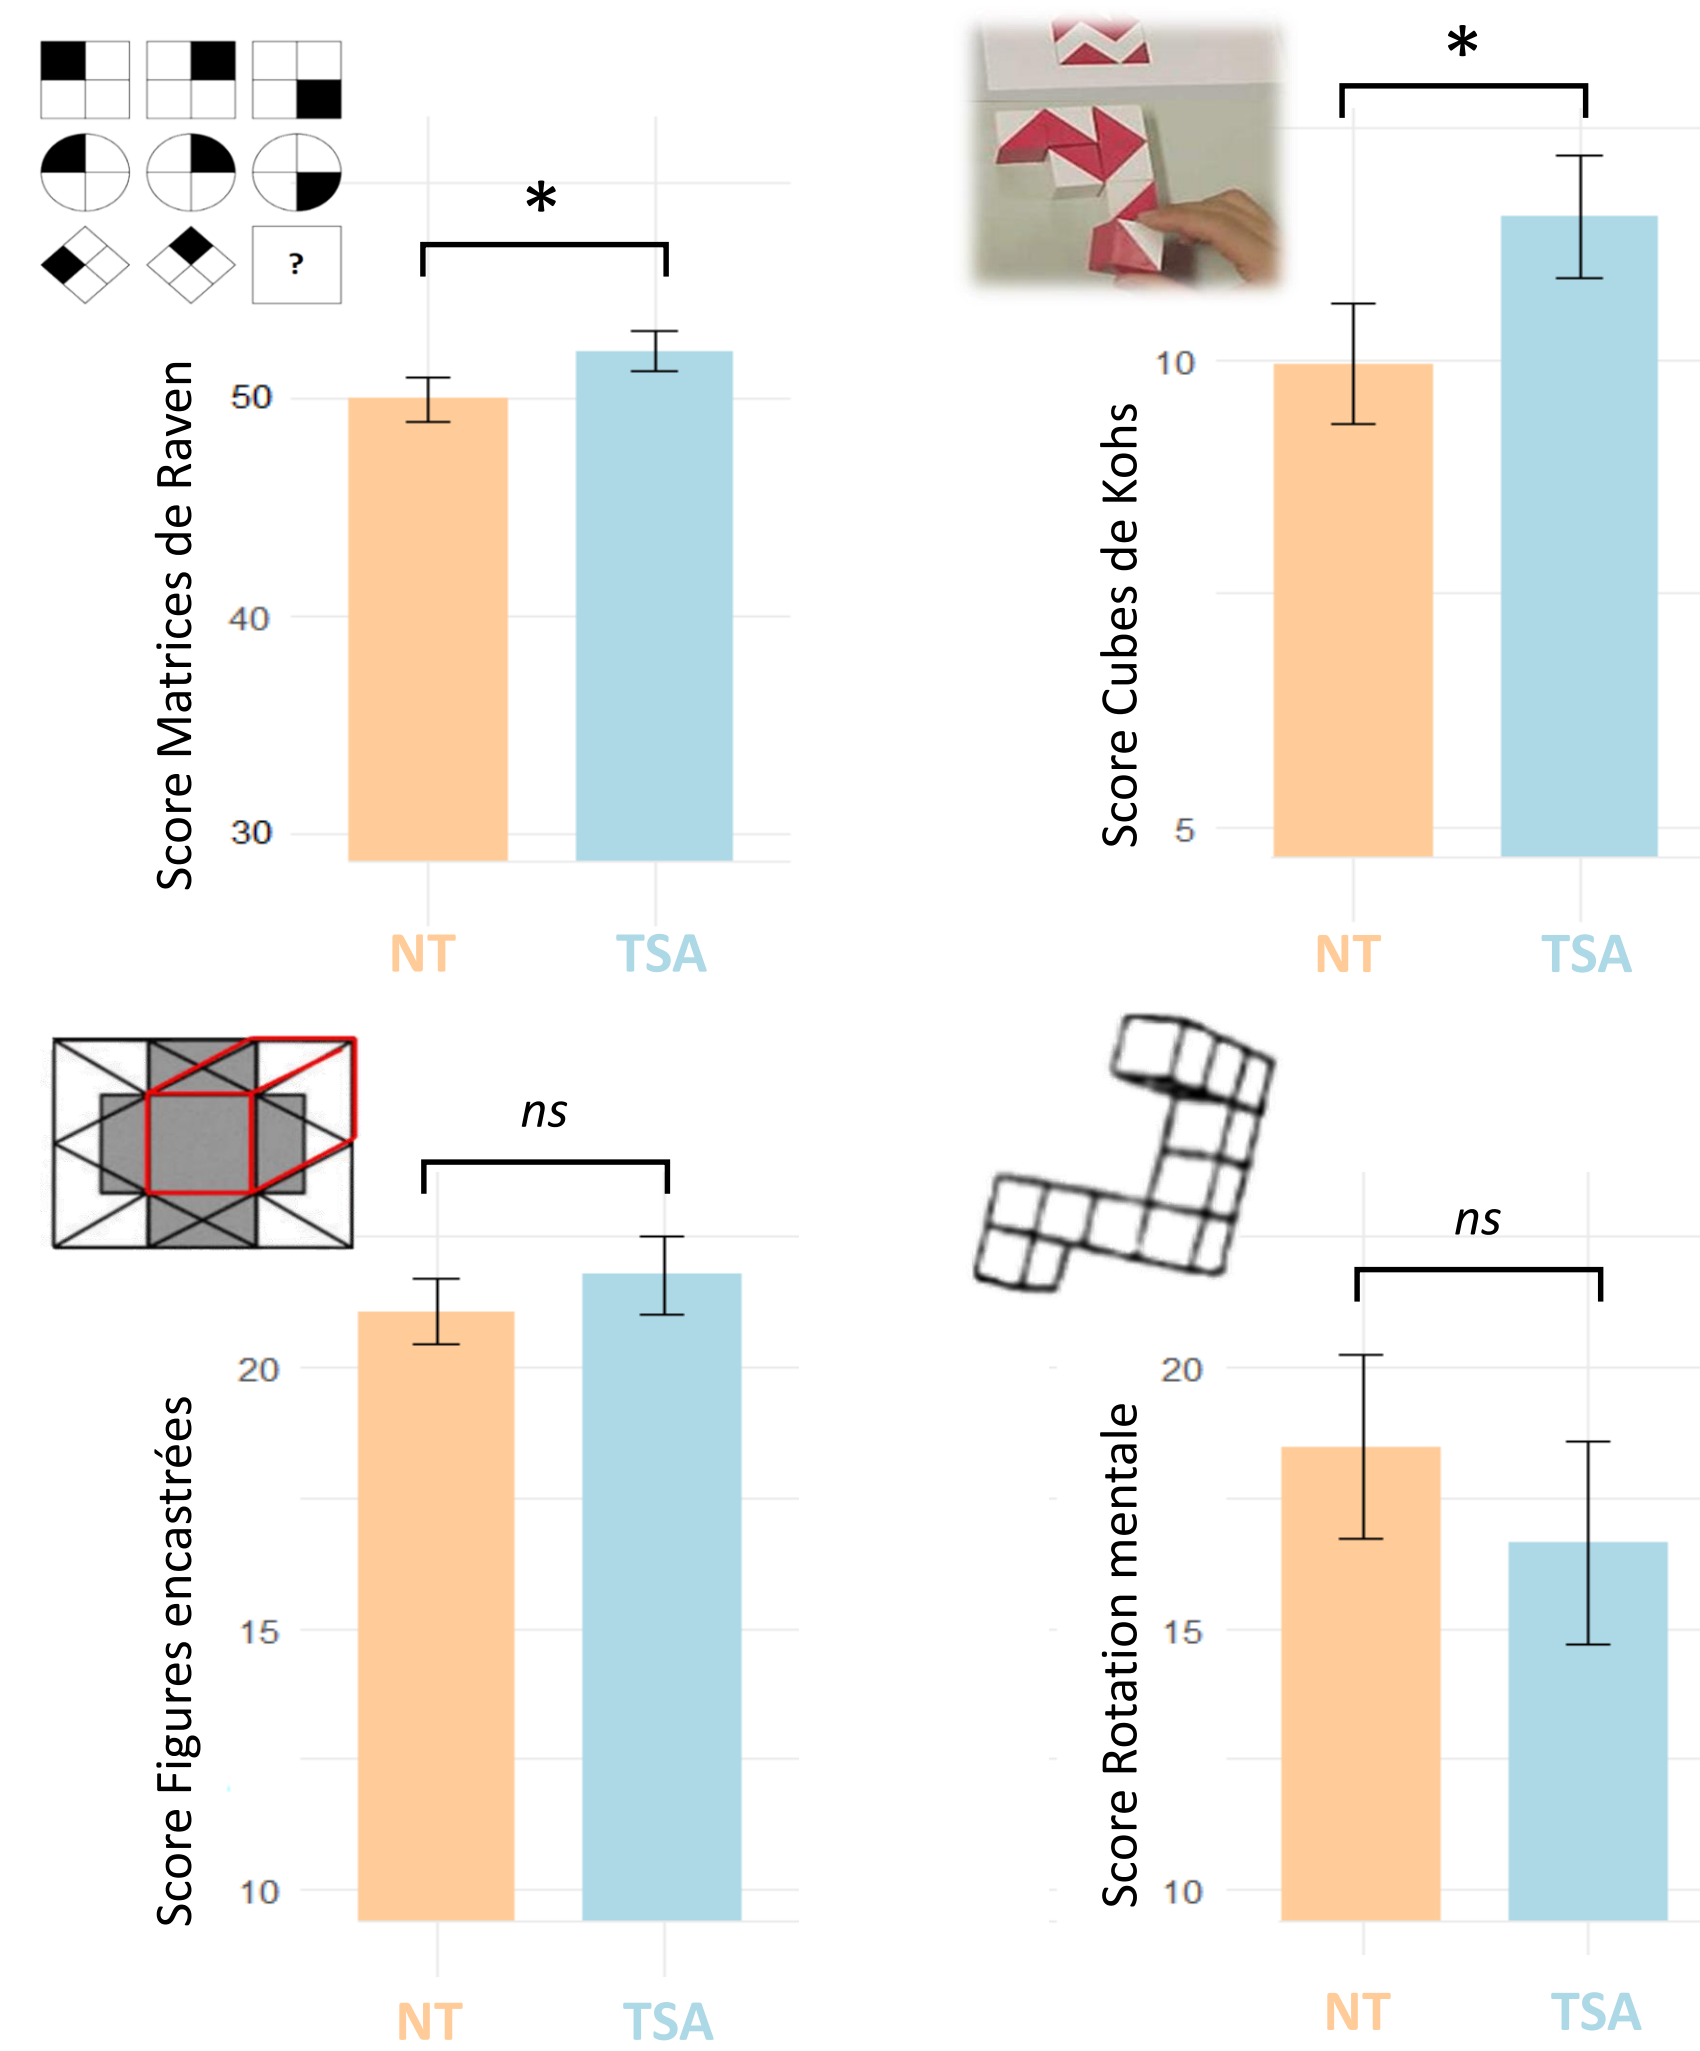 ?
*
Score Matrices de Raven
50
40
30
NT
TSA
*
Score Cubes de Kohs
10
5
NT
TSA
ns
Score Figures encastrées
20
15
10
NT
TSA
ns
Score Rotation mentale
20
15
10
NT
TSA